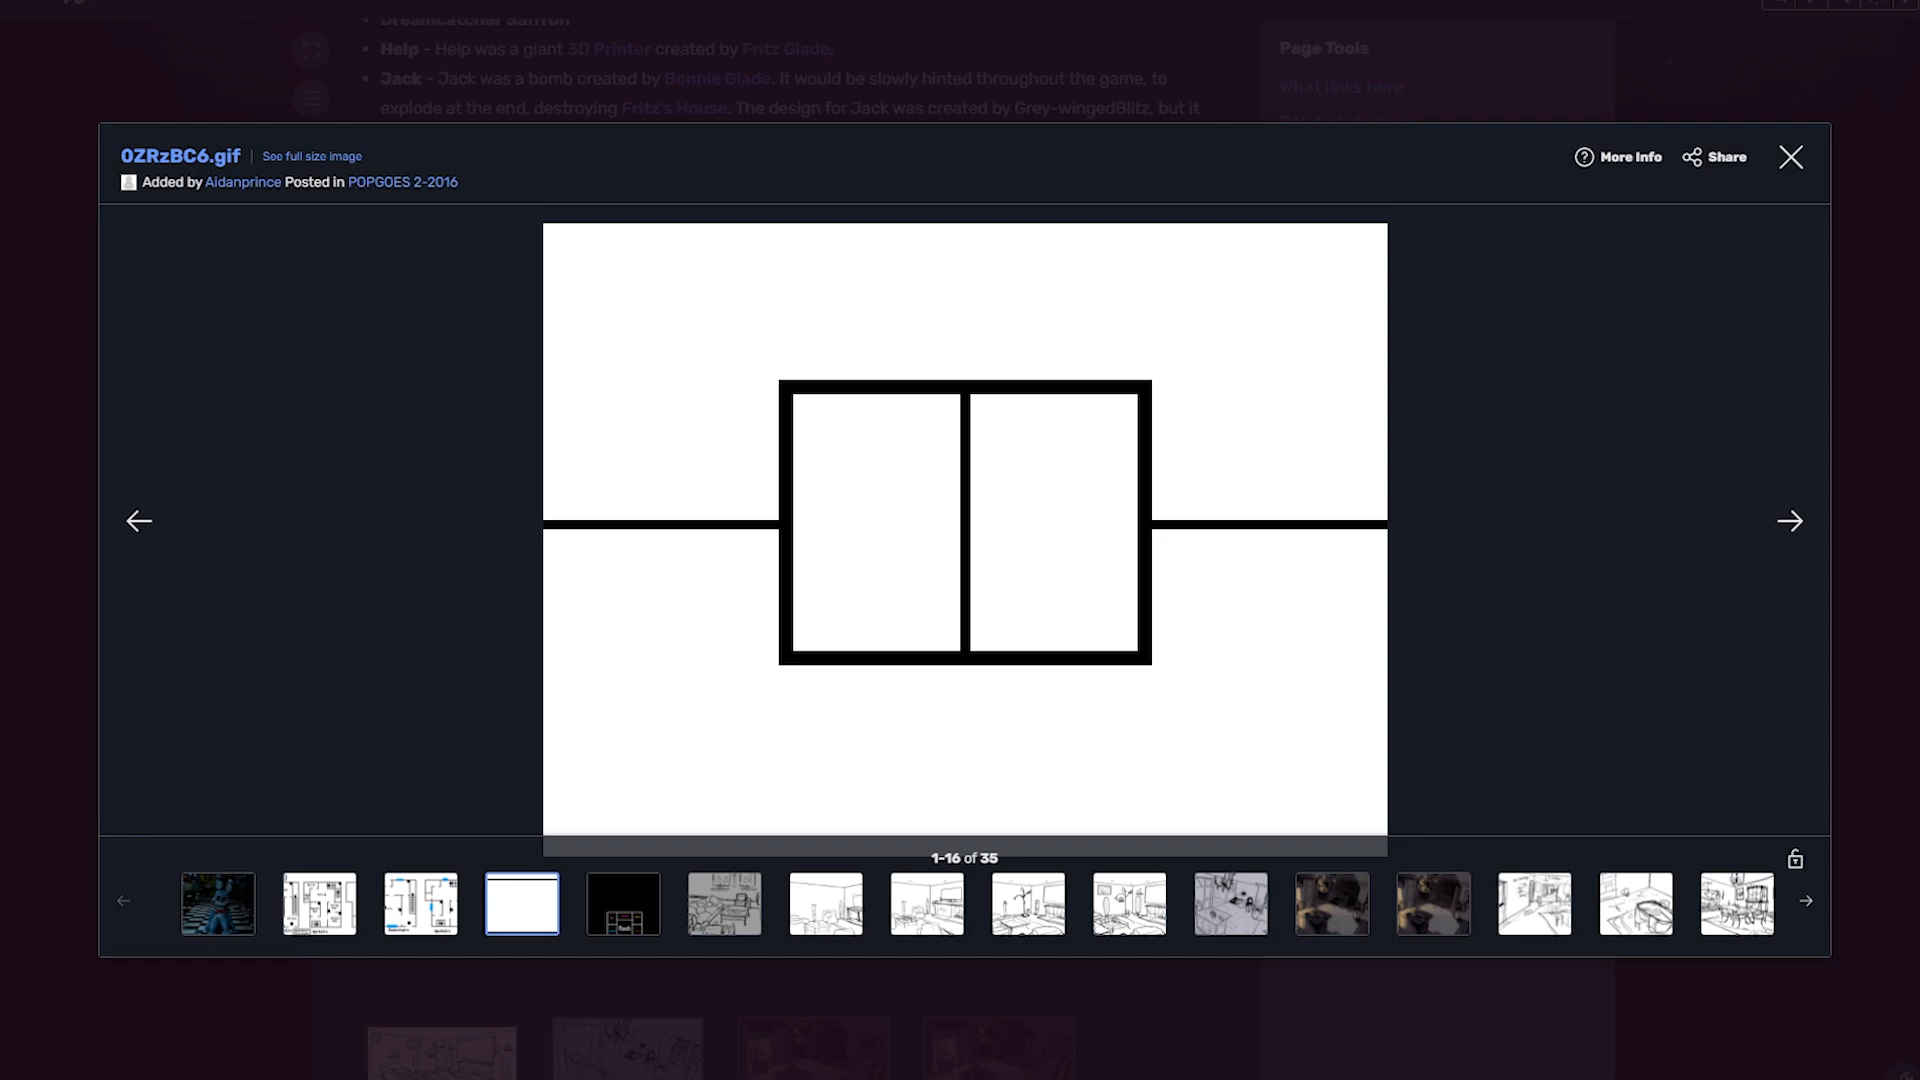 Dreamcatcher Saffron
Help - Help was a giant 3D Printer created by Fritz Glade.
Jack - Jack was a bomb created by Bonnie Glade. It would be slowly hinted throughout the game, to
explode at the end, destroying Fritz's House. The design for Jack was created by Grey-wingedBlitz, but it
Page Tools
What links here
0ZRzBC6.gif
See full size image
Added by Aidanprince Posted in POPGOES 2-2016
More Info
Share
1-16 of 35